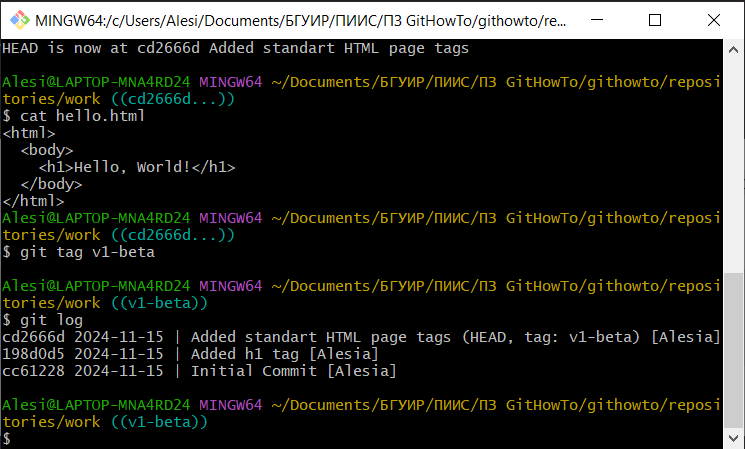 MINGW64:/c/Users/Alesi/Documents/БГУИР/ПИИС/ПЗ GitHowTo/githowto/re...
HEAD is now at cd2666d Added standart HTML page tags
Alesi@LAPTOP-MNA4RD24 MINGW64 ~/Documents/БГУИР/ПИИС/ПЗ GitHowTo/githowto/reposi
tories/work ((cd2666d...))
$ cat hello.html
<html>
  <body>
    <h1>Hello, World!</h1>
  </body>
</html>
Alesi@LAPTOP-MNA4RD24 MINGW64 ~/Documents/БГУИР/ПИИС/ПЗ GitHowTo/githowto/reposi
tories/work ((cd2666d...))
$ git tag v1-beta
Alesi@LAPTOP-MNA4RD24 MINGW64 ~/Documents/БГУИР/ПИИС/ПЗ GitHowTo/githowto/reposi
tories/work ((v1-beta))
$ git log
cd2666d 2024-11-15 | Added standart HTML page tags (HEAD, tag: v1-beta) [Alesia]
198d0d5 2024-11-15 | Added h1 tag [Alesia]
cc61228 2024-11-15 | Initial Commit [Alesia]
Alesi@LAPTOP-MNA4RD24 MINGW64 ~/Documents/БГУИР/ПИИС/ПЗ GitHowTo/githowto/reposi
tories/work ((v1-beta))
$